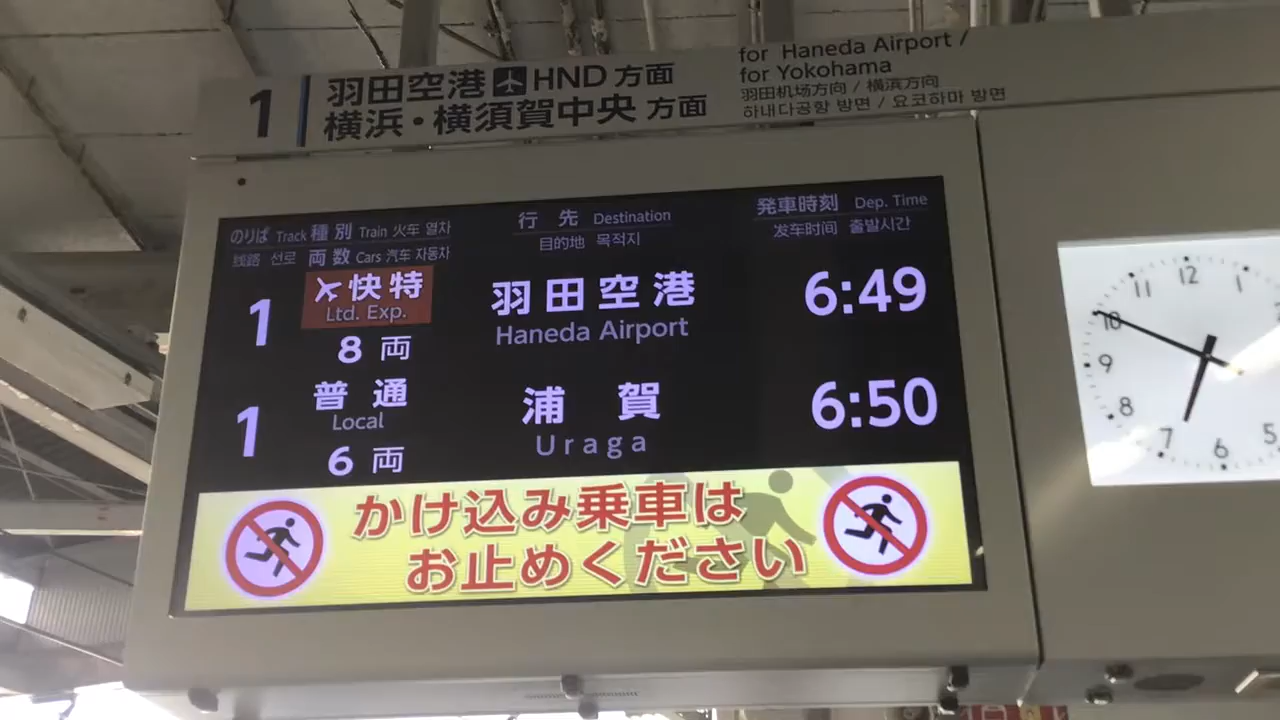 1
羽田空港 HND 方面
横浜・横須賀中央 方面
for Haneda Airport /
for Yokohama
羽田机场方向 / 横滨方向
하네다공항 방면 / 요코하마 방면
のりば Track 種別 Train 火车 열차
线路 선로 両数 Cars 汽车 자동차
行先 Destination
目的地 목적지
発車時刻 Dep. Time
发车时间 출발시간
1 快特 羽田空港 6:49
Ltd. Exp. Haneda Airport
8両
1 普通 浦賀 6:50
Local Uraga
6両
かけ込み乗車は
お止めください
12
11 1
10
9
8
7 6 5